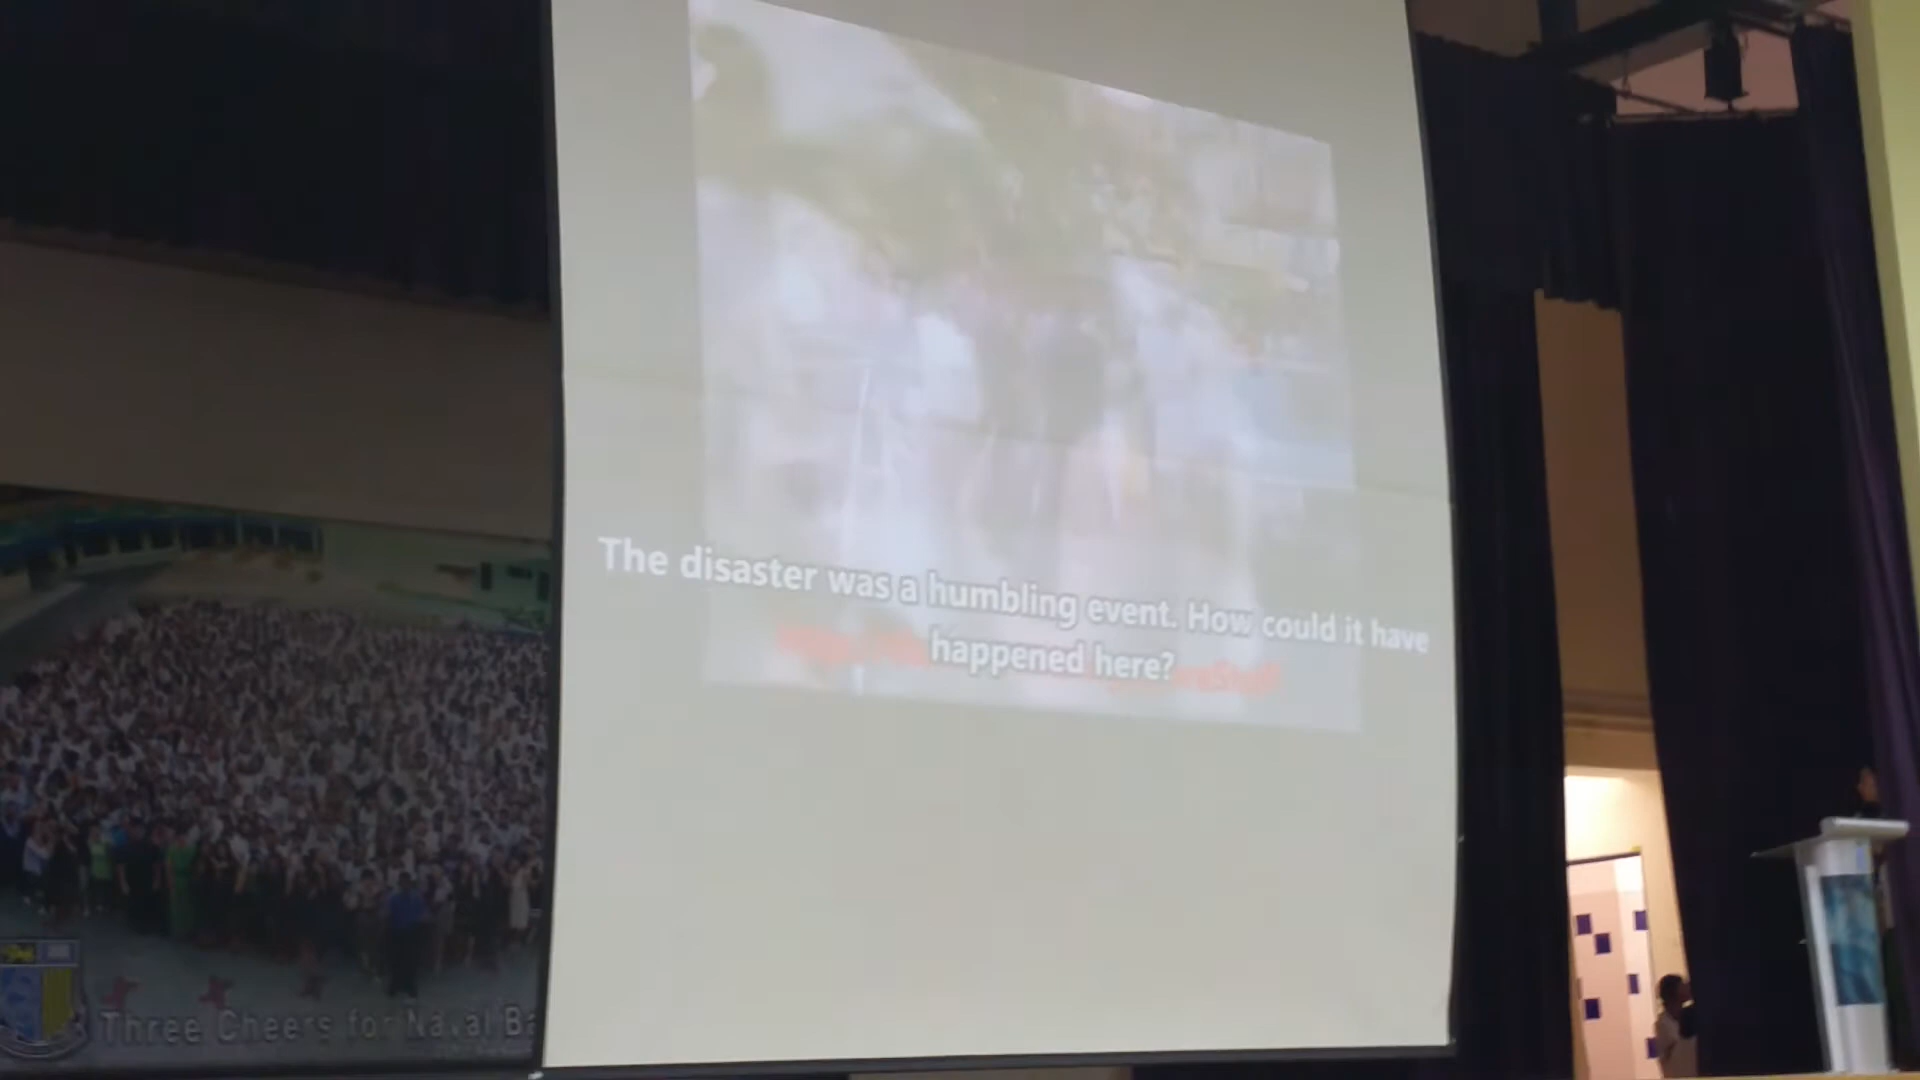 The disaster was a humbling event. How could it have
happened here?
Three Cheers for Naval Ba